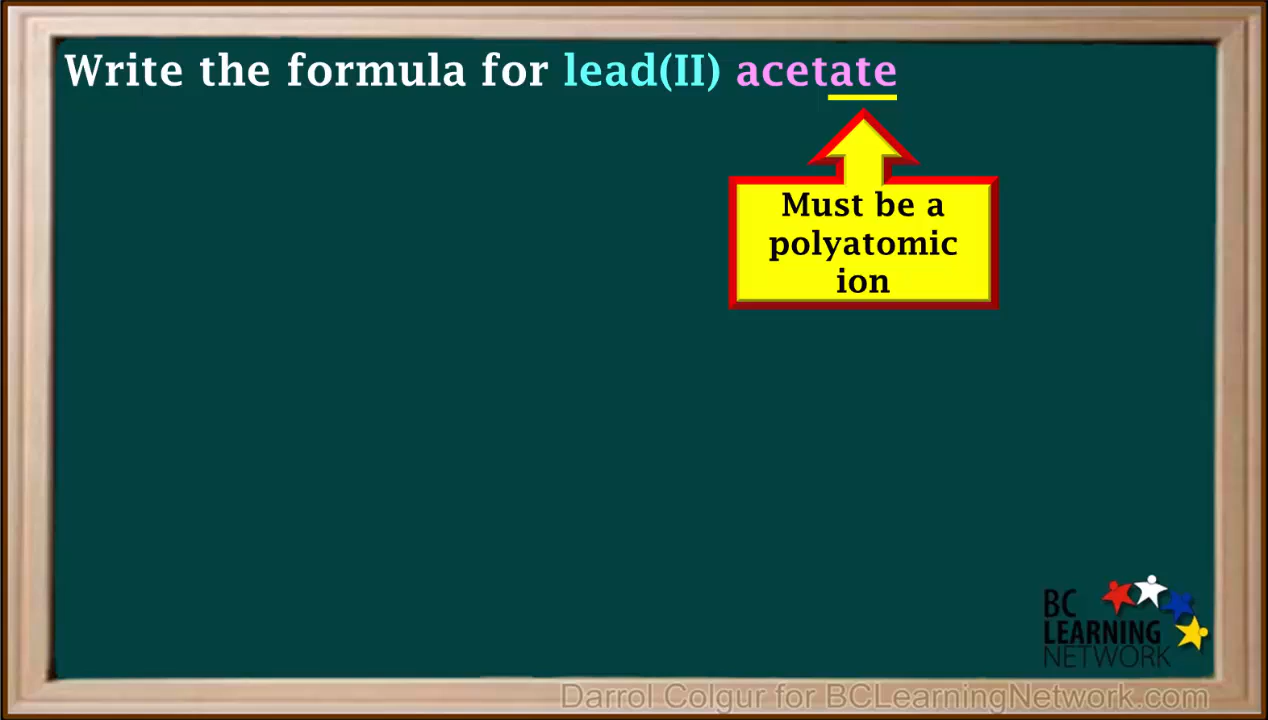 Write the formula for lead(II) acetate
Must be a
polyatomic
ion
BC
LEARNING
NETWORK
Darrol Colgur for BCLearningNetwork.com